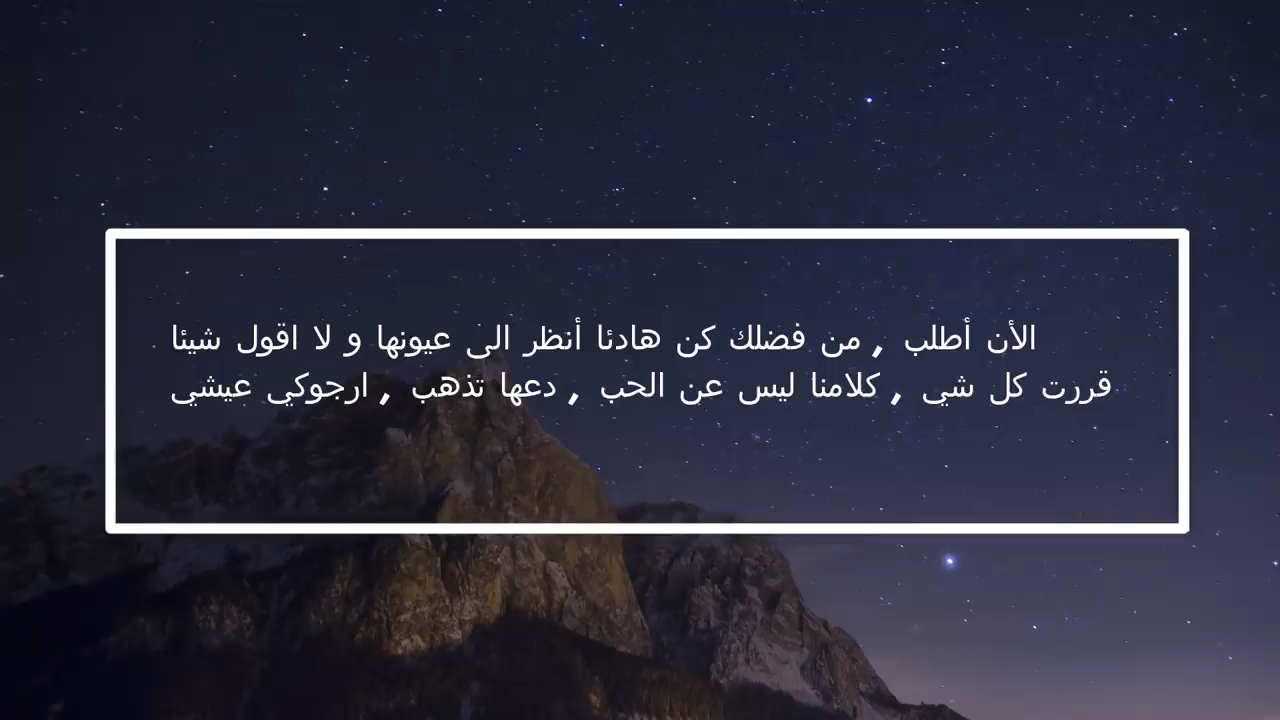 الأن أطلب , من فضلك كن هادئا أنظر الى عيونها و لا اقول شيئا
قررت كل شي , كلامنا ليس عن الحب , دعها تذهب , ارجوكي عيشي